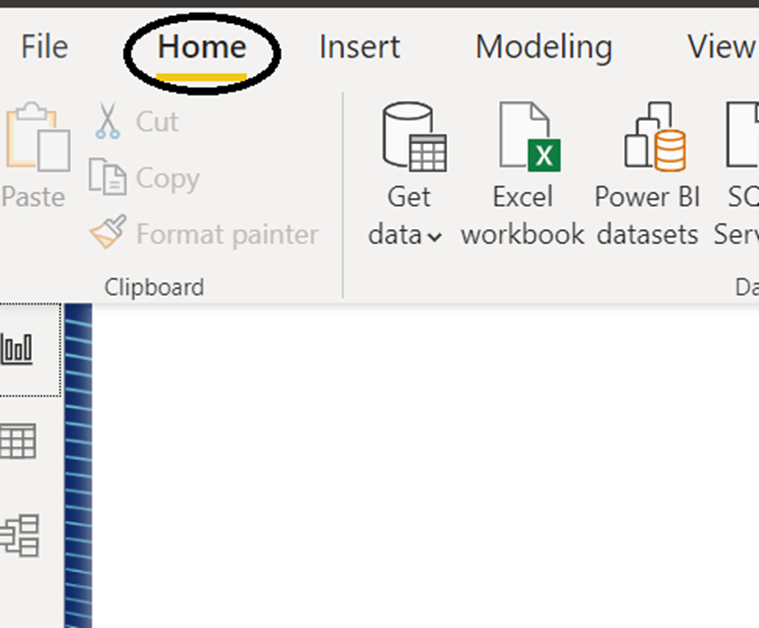 File Home Insert Modeling View
Cut
Copy
Paste
Format painter
Get data
Excel workbook
Power BI datasets
Clipboard